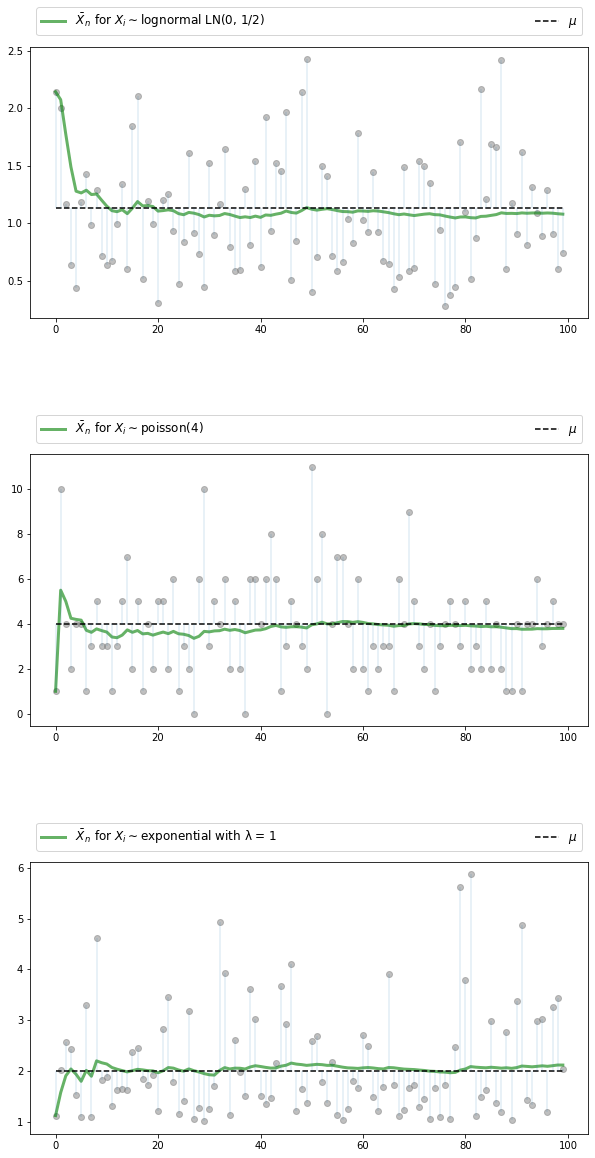 X̄ₙ for Xᵢ ∼ lognormal LN(0, 1/2) μ
2.5
2.0
1.5
1.0
0.5
0 20 40 60 80 100
X̄ₙ for Xᵢ ∼ poisson(4) μ
10
8
6
4
2
0
0 20 40 60 80 100
X̄ₙ for Xᵢ ∼ exponential with λ = 1 μ
6
5
4
3
2
1
0 20 40 60 80 100